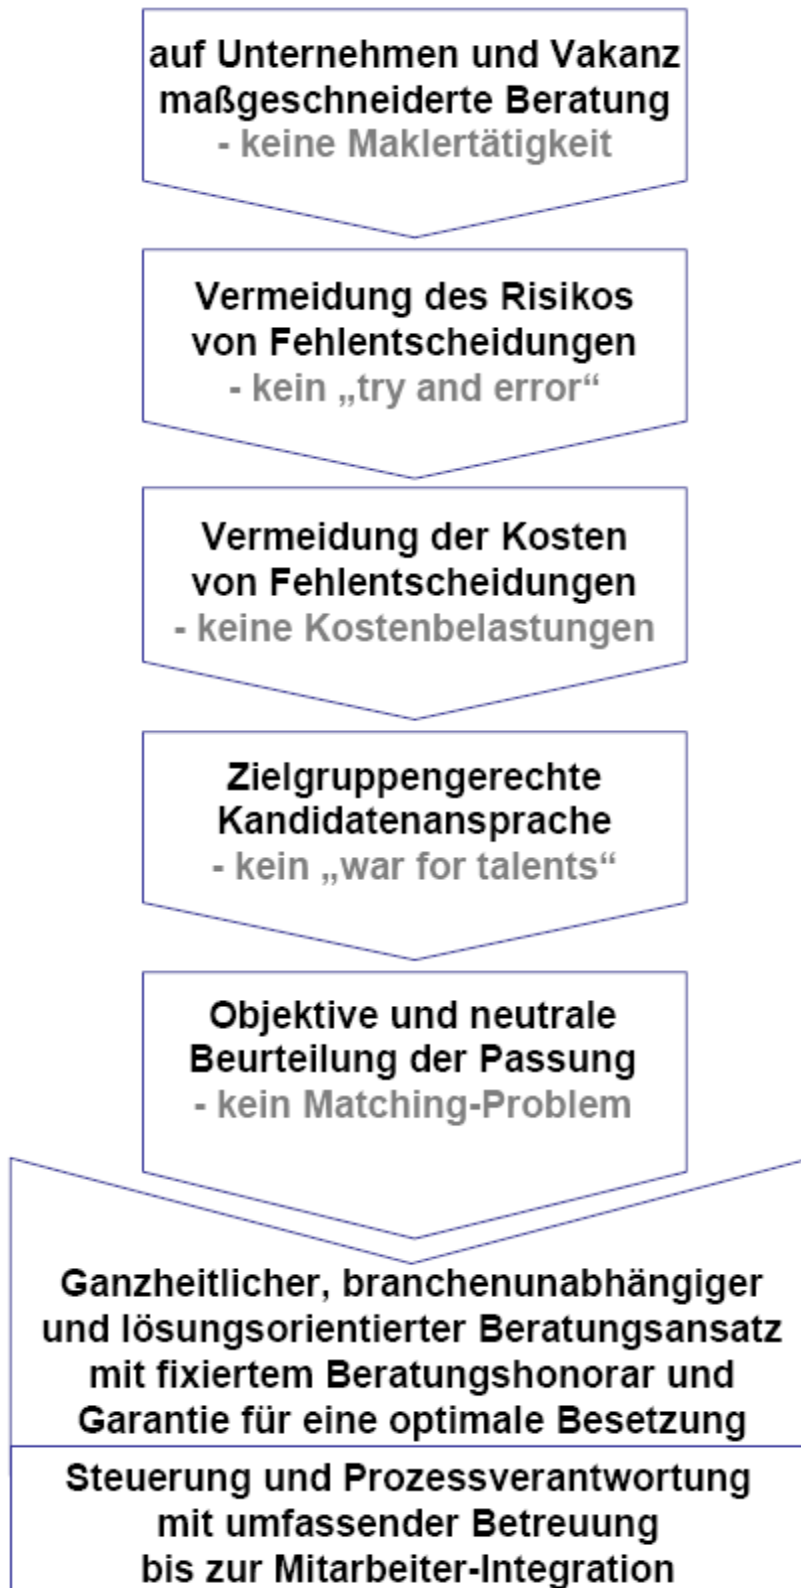 auf Unternehmen und Vakanz
maßgeschneiderte Beratung
- keine Maklertätigkeit
Vermeidung des Risikos
von Fehlentscheidungen
- kein „try and error“
Vermeidung der Kosten
von Fehlentscheidungen
- keine Kostenbelastungen
Zielgruppengerechte
Kandidatenansprache
- kein „war for talents“
Objektive und neutrale
Beurteilung der Passung
- kein Matching-Problem
Ganzheitlicher, branchenunabhängiger
und lösungsorientierter Beratungsansatz
mit fixiertem Beratungshonorar und
Garantie für eine optimale Besetzung
Steuerung und Prozessverantwortung
mit umfassender Betreuung
bis zur Mitarbeiter-Integration